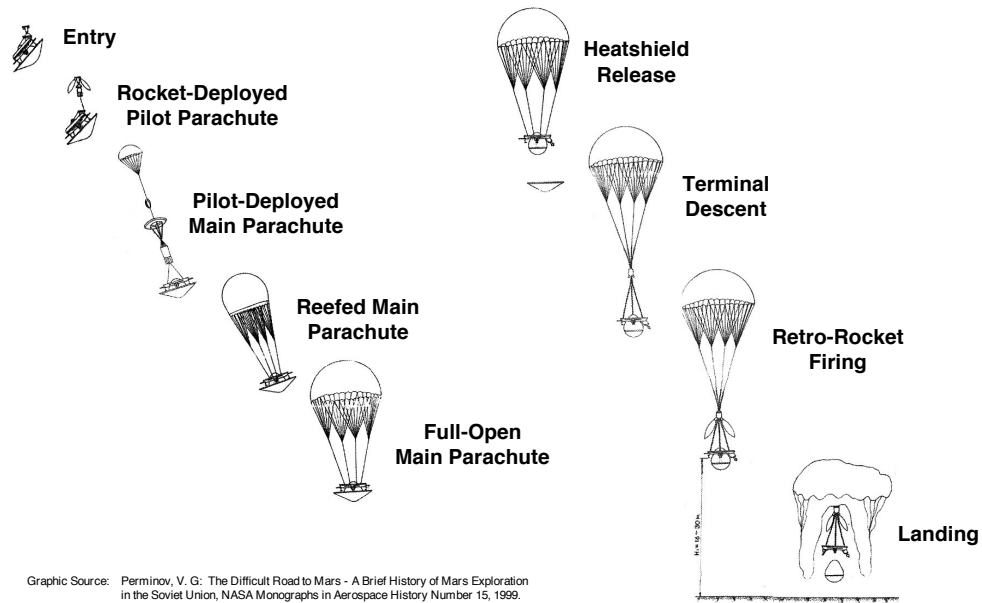 Entry
Rocket-Deployed
Pilot Parachute
Pilot-Deployed
Main Parachute
Reefed Main
Parachute
Full-Open
Main Parachute
Heatshield
Release
Terminal
Descent
Retro-Rocket
Firing
H=16-30м
Landing
Graphic Source: Perminov, V. G: The Difficult Road to Mars - A Brief History of Mars Exploration
in the Soviet Union, NASA Monographs in Aerospace History Number 15, 1999.